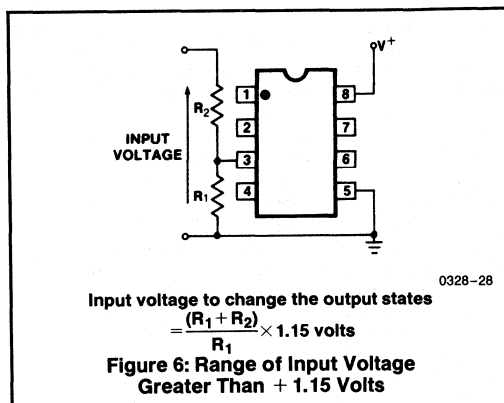 V+
1
8
R2
2
7
INPUT
VOLTAGE
3
6
R1
4
5
0328-28
Input voltage to change the output states
= (R1 + R2) / R1 × 1.15 volts
Figure 6: Range of Input Voltage
Greater Than + 1.15 Volts